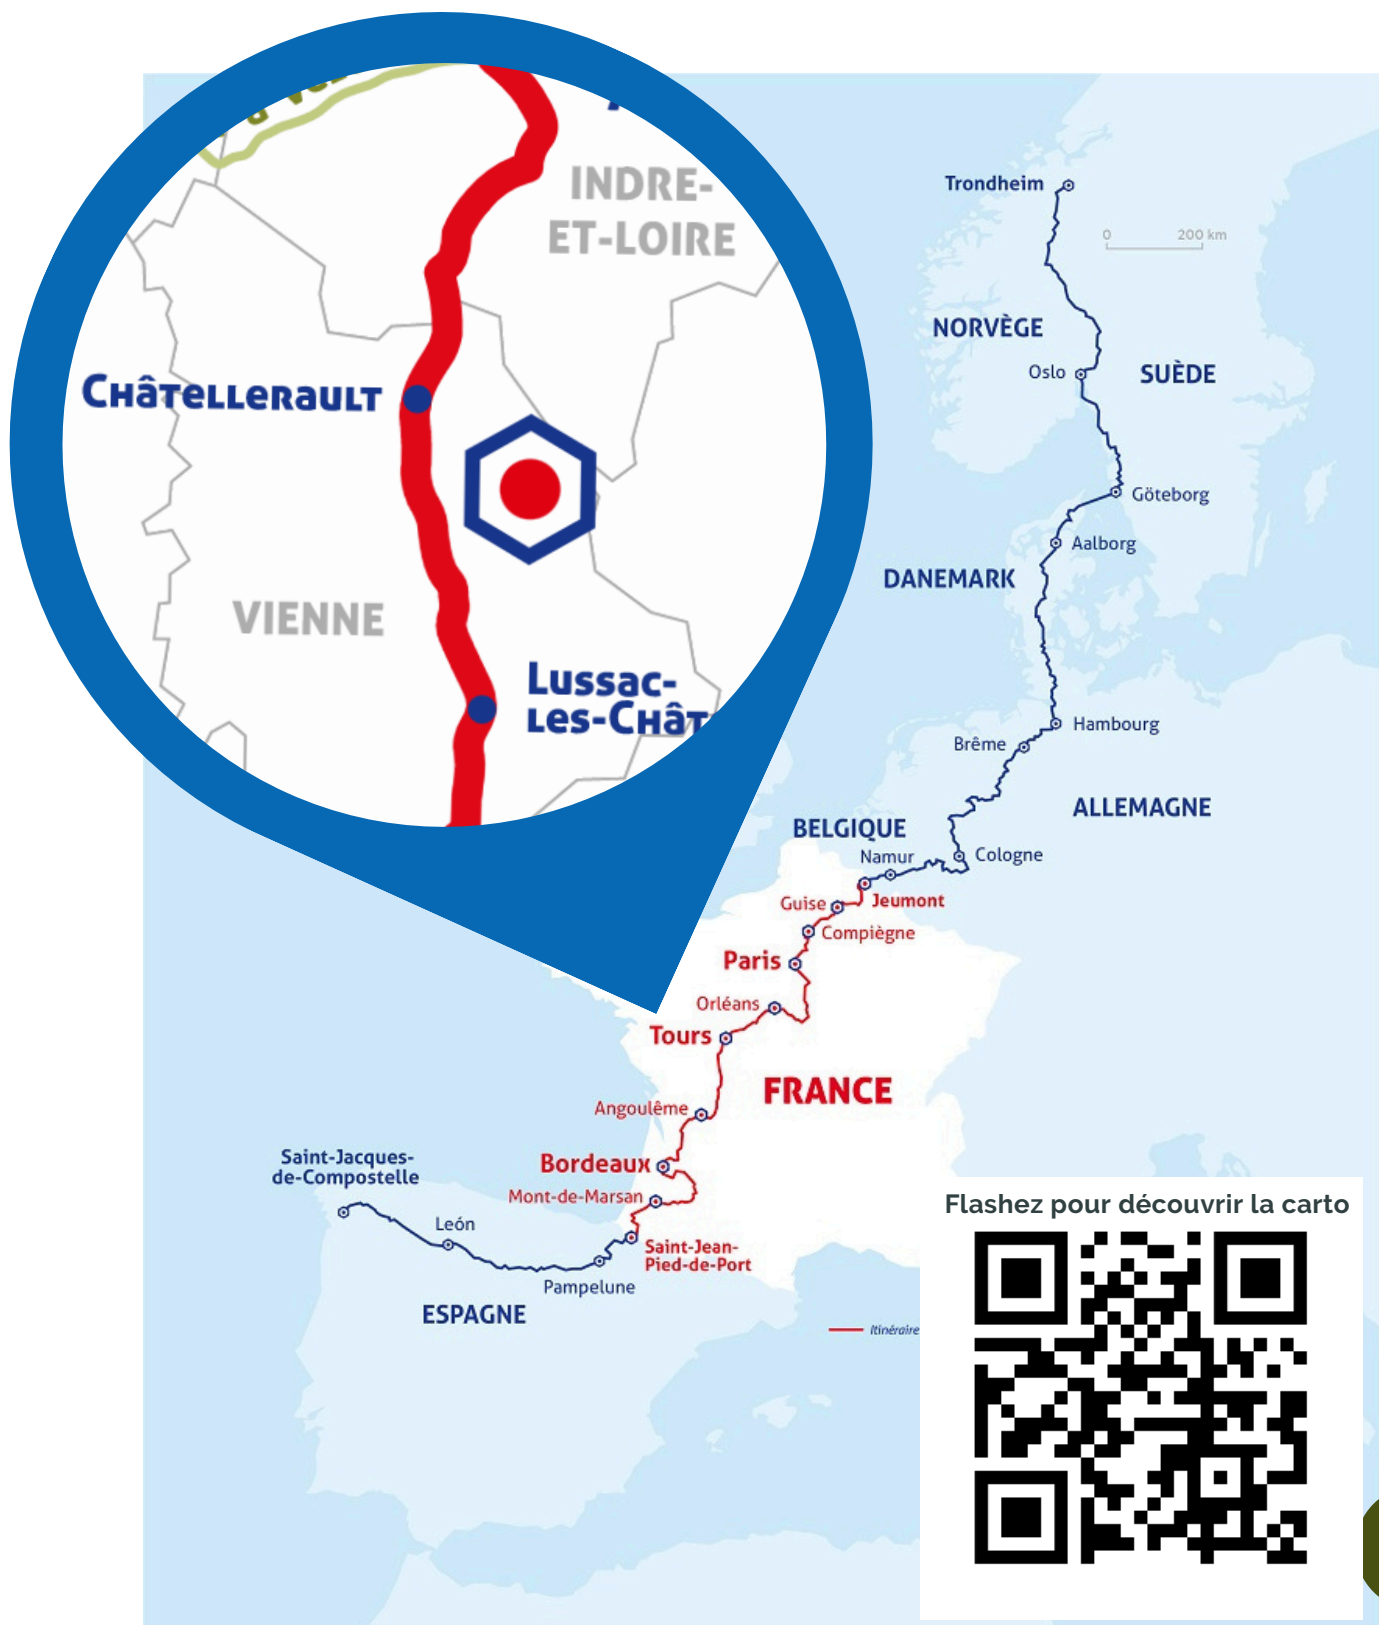 INDRE-
ET-LOIRE
CHâTELLERAULT
VIENNE
LUSSAC-
LES-CHâT
Trondheim
0 200 km
NORVÈGE
SUÈDE
Oslo
Göteborg
Aalborg
DANEMARK
Hambourg
Brême
ALLEMAGNE
BELGIQUE
Namur
Cologne
Guise
Jeumont
Compiègne
Paris
Orléans
Tours
FRANCE
Angoulême
Saint-Jacques-
de-Compostelle
Bordeaux
Mont-de-Marsan
León
Saint-Jean-
Pied-de-Port
Pampelune
ESPAGNE
Itinéraire
Flashez pour découvrir la carto